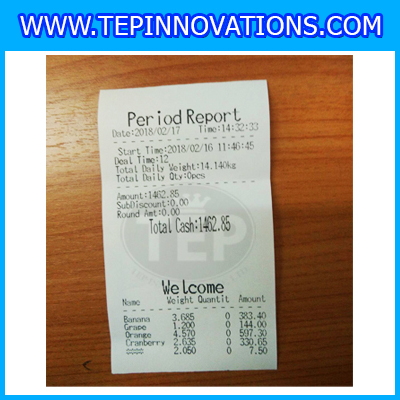 WWW.TEPINNOVATIONS.COM
Period Report
Date:2018/02/17 Time:14:32:33
Start Time:2018/02/16 11:46:45
Deal Time:12
Total Daily Weight:14.140kg
Total Daily Qty:0pcs
Amount:1462.85
SubDiscount:0.00
Round Amt:0.00
Total Cash:1462.85
TEP
Welcome
Name Weight Quantit Amount
Banana 3.685 0 383.40
Grape 1.200 0 144.00
Orange 4.570 0 597.30
Cranberry 2.635 0 330.65
2.050 0 7.50